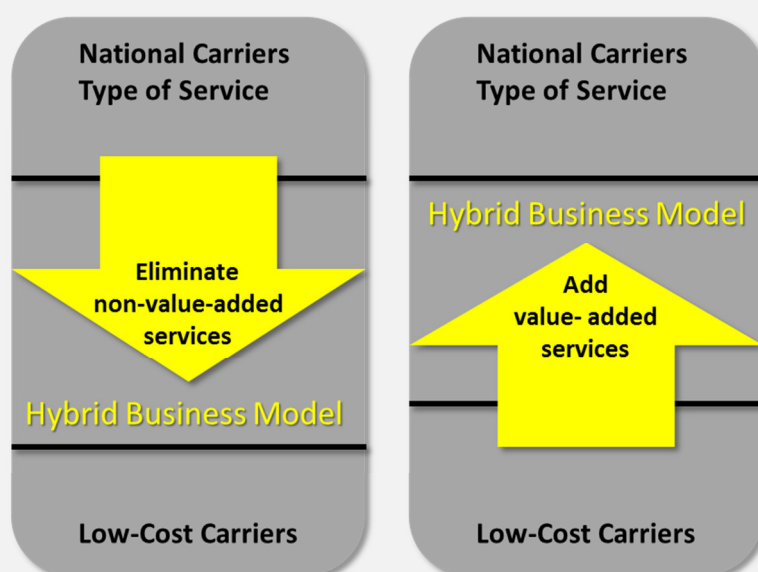 National Carriers
Type of Service
Eliminate
non-value-added
services
Hybrid Business Model
Low-Cost Carriers
National Carriers
Type of Service
Hybrid Business Model
Add
value- added
services
Low-Cost Carriers